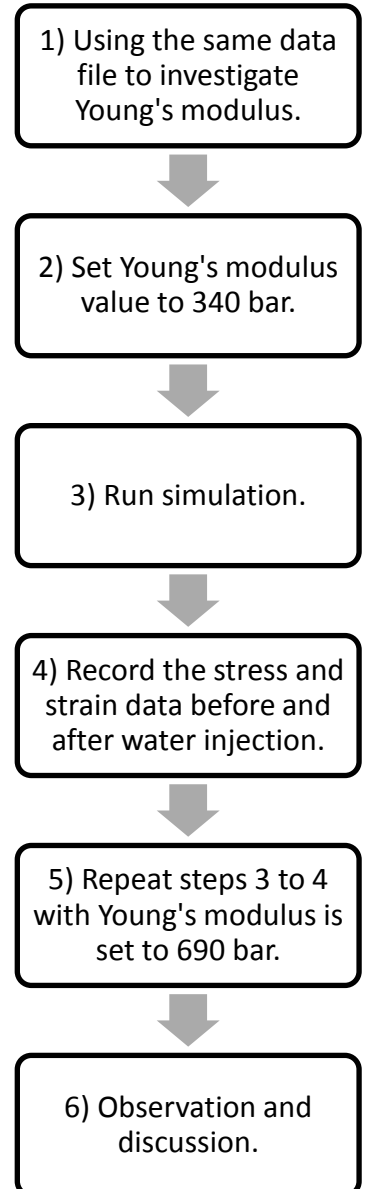 1) Using the same data
file to investigate
Young's modulus.
2) Set Young's modulus
value to 340 bar.
3) Run simulation.
4) Record the stress and
strain data before and
after water injection.
5) Repeat steps 3 to 4
with Young's modulus is
set to 690 bar.
6) Observation and
discussion.